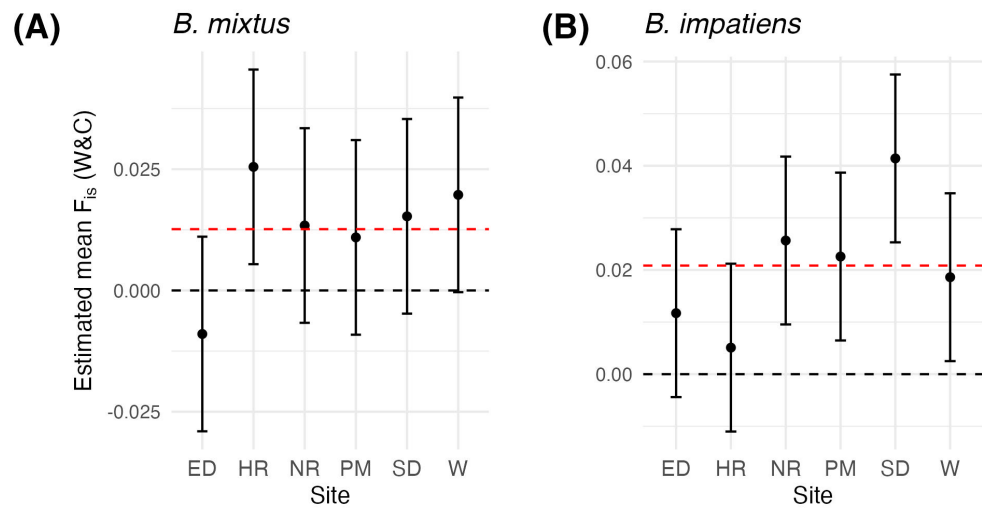 (A) B. mixtus
Estimated mean Fis (W&C)
0.025
0.000
-0.025
ED HR NR PM SD W
Site
(B) B. impatiens
0.06
0.04
0.02
0.00
ED HR NR PM SD W
Site